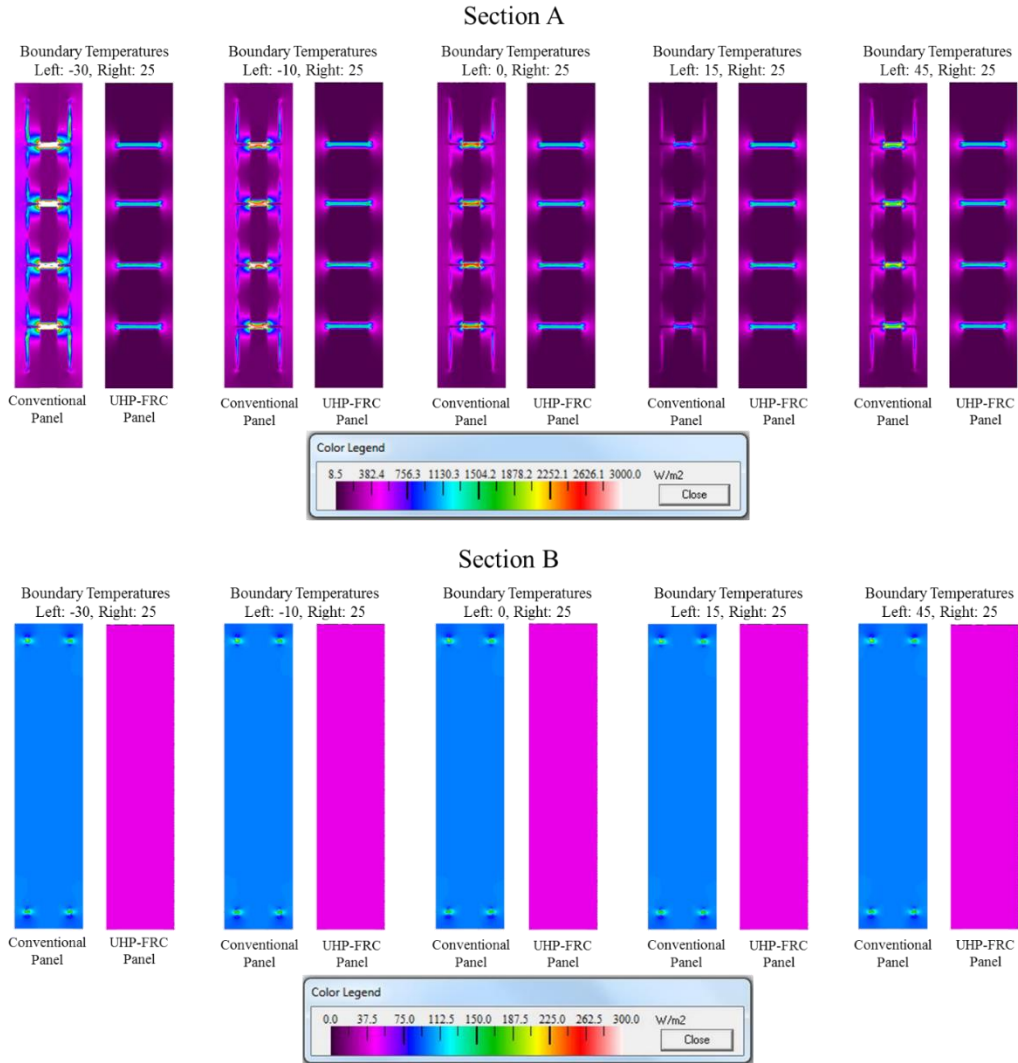 Section A
Boundary Temperatures
Left: -30, Right: 25
Boundary Temperatures
Left: -10, Right: 25
Boundary Temperatures
Left: 0, Right: 25
Boundary Temperatures
Left: 15, Right: 25
Boundary Temperatures
Left: 45, Right: 25
Conventional
Panel
UHP-FRC
Panel
Conventional
Panel
UHP-FRC
Panel
Conventional
Panel
UHP-FRC
Panel
Conventional
Panel
UHP-FRC
Panel
Conventional
Panel
UHP-FRC
Panel
Color Legend
8.5 382.4 756.3 1130.3 1504.2 1878.2 2252.1 2626.1 3000.0 W/m2
Close
Section B
Boundary Temperatures
Left: -30, Right: 25
Boundary Temperatures
Left: -10, Right: 25
Boundary Temperatures
Left: 0, Right: 25
Boundary Temperatures
Left: 15, Right: 25
Boundary Temperatures
Left: 45, Right: 25
Conventional
Panel
UHP-FRC
Panel
Conventional
Panel
UHP-FRC
Panel
Conventional
Panel
UHP-FRC
Panel
Conventional
Panel
UHP-FRC
Panel
Conventional
Panel
UHP-FRC
Panel
Color Legend
0.0 37.5 75.0 112.5 150.0 187.5 225.0 262.5 300.0 W/m2
Close